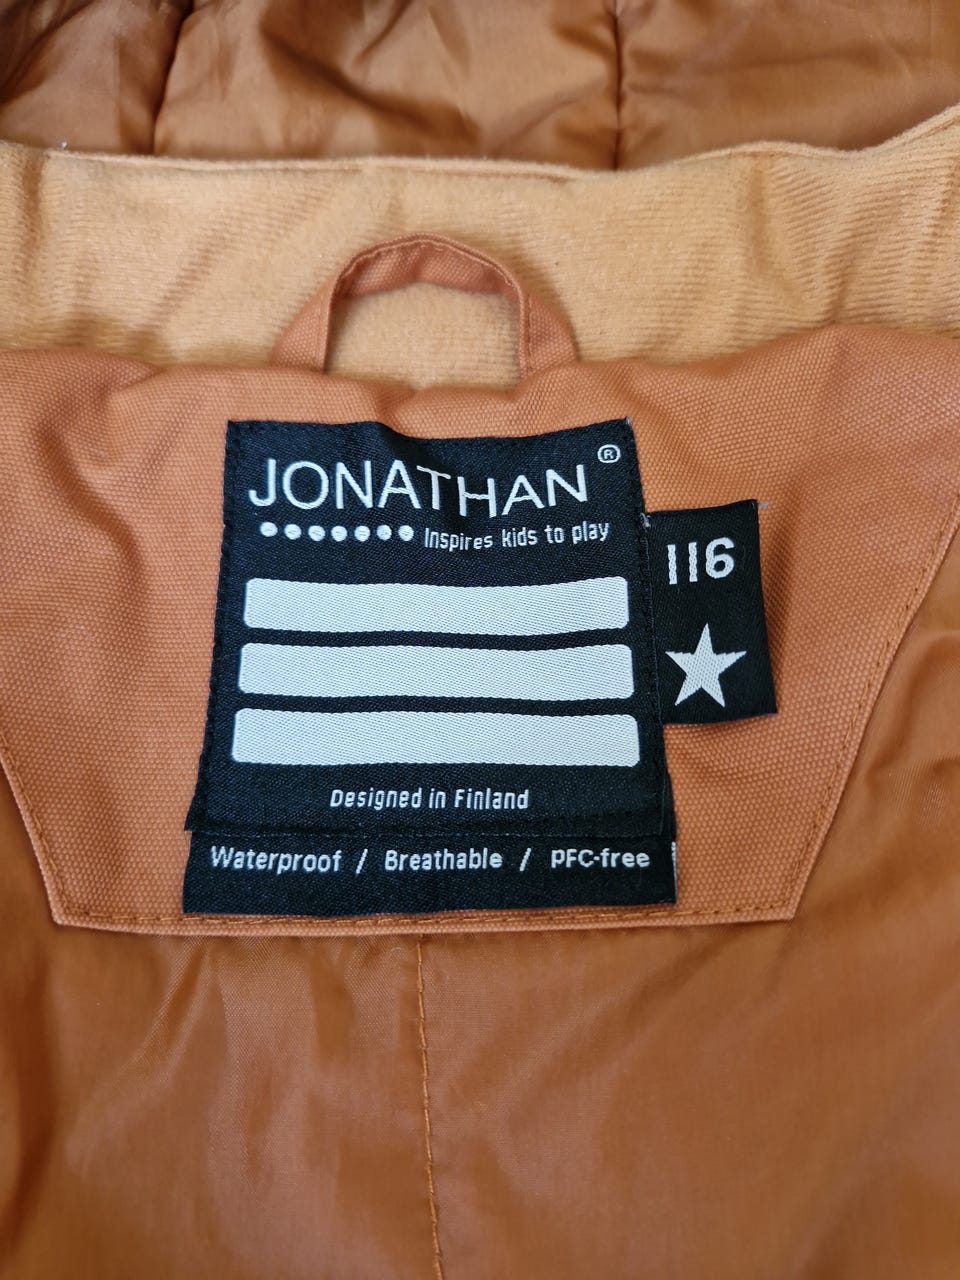 JONATHAN®
Inspires kids to play
116
Designed in Finland
Waterproof / Breathable / PFC-free